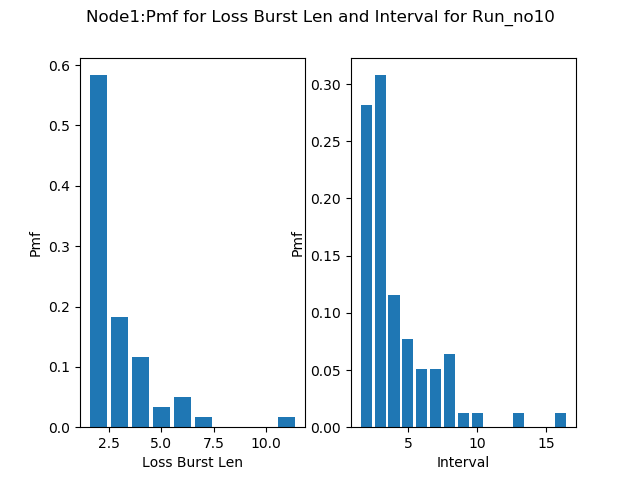 Node1:Pmf for Loss Burst Len and Interval for Run_no10
0.6
0.5
0.4
0.3
0.2
0.1
0.0
Pmf
2.5 5.0 7.5 10.0
Loss Burst Len
0.30
0.25
0.20
0.15
0.10
0.05
0.00
Pmf
5 10 15
Interval